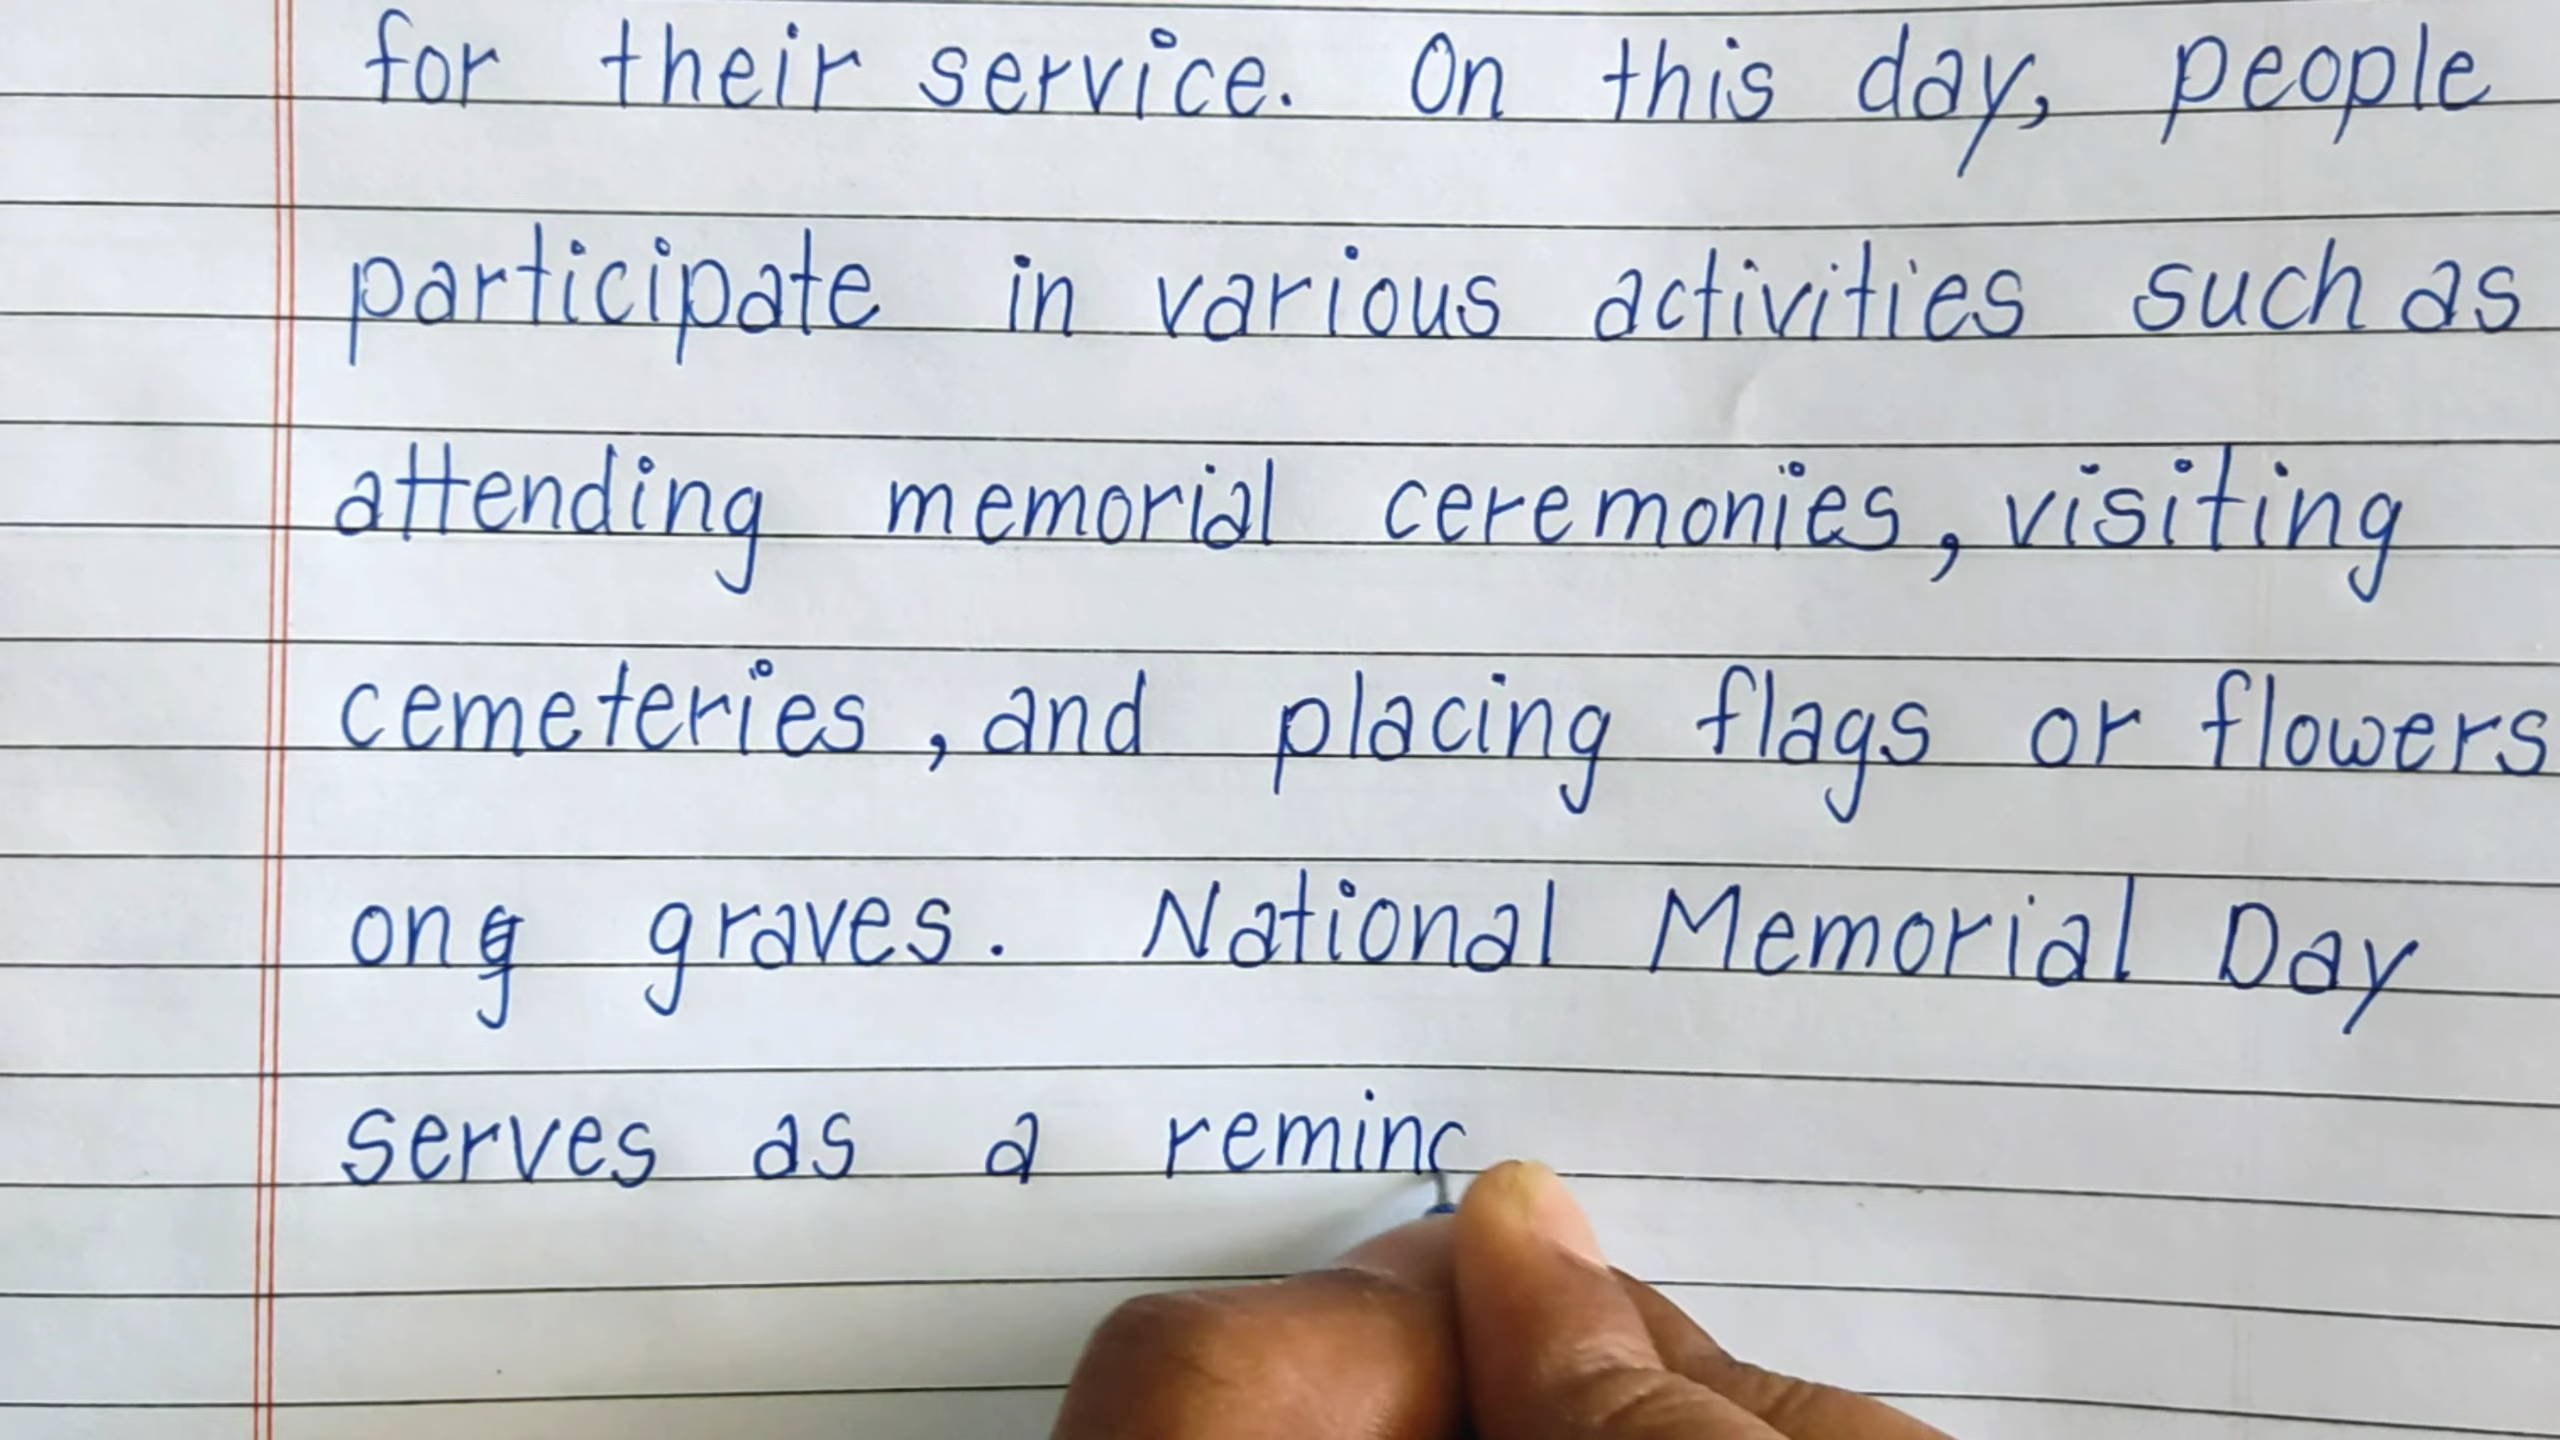 for their service. On this day, people
participate in various activities such as
attending memorial ceremonies, visiting
cemeteries, and placing flags or flowers
ong graves. National Memorial Day
serves as a reminc